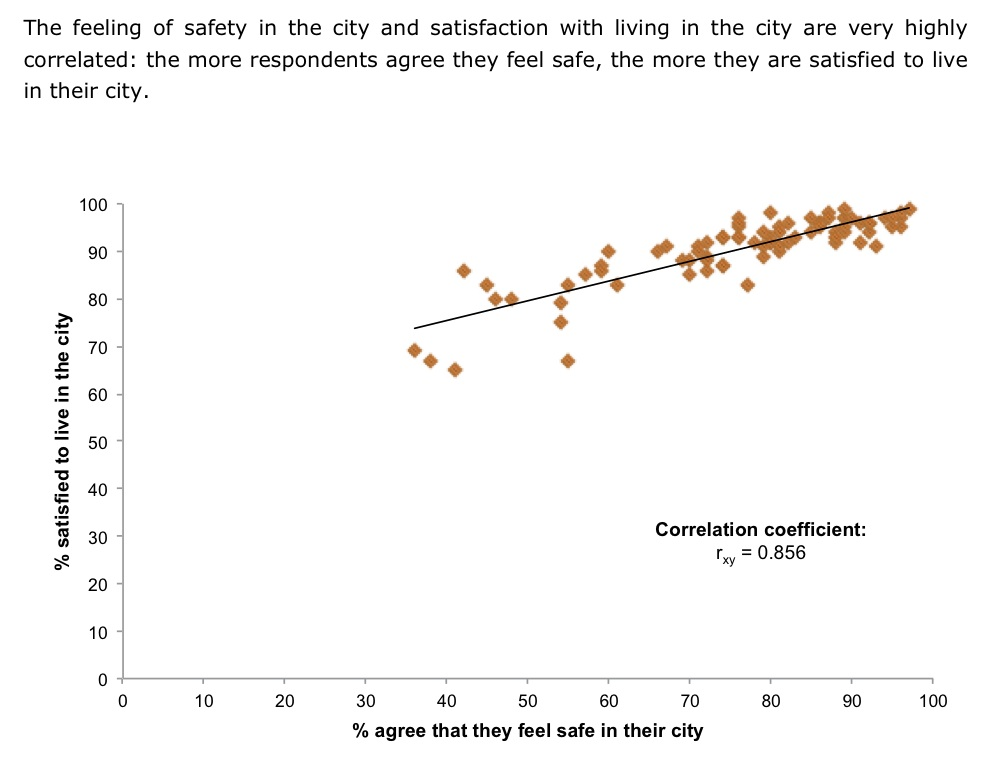 The feeling of safety in the city and satisfaction with living in the city are very highly
correlated: the more respondents agree they feel safe, the more they are satisfied to live
in their city.
100
90
80
70
60
50
40
30
20
10
0
% satisfied to live in the city
Correlation coefficient:
rxy = 0.856
0 10 20 30 40 50 60 70 80 90 100
% agree that they feel safe in their city